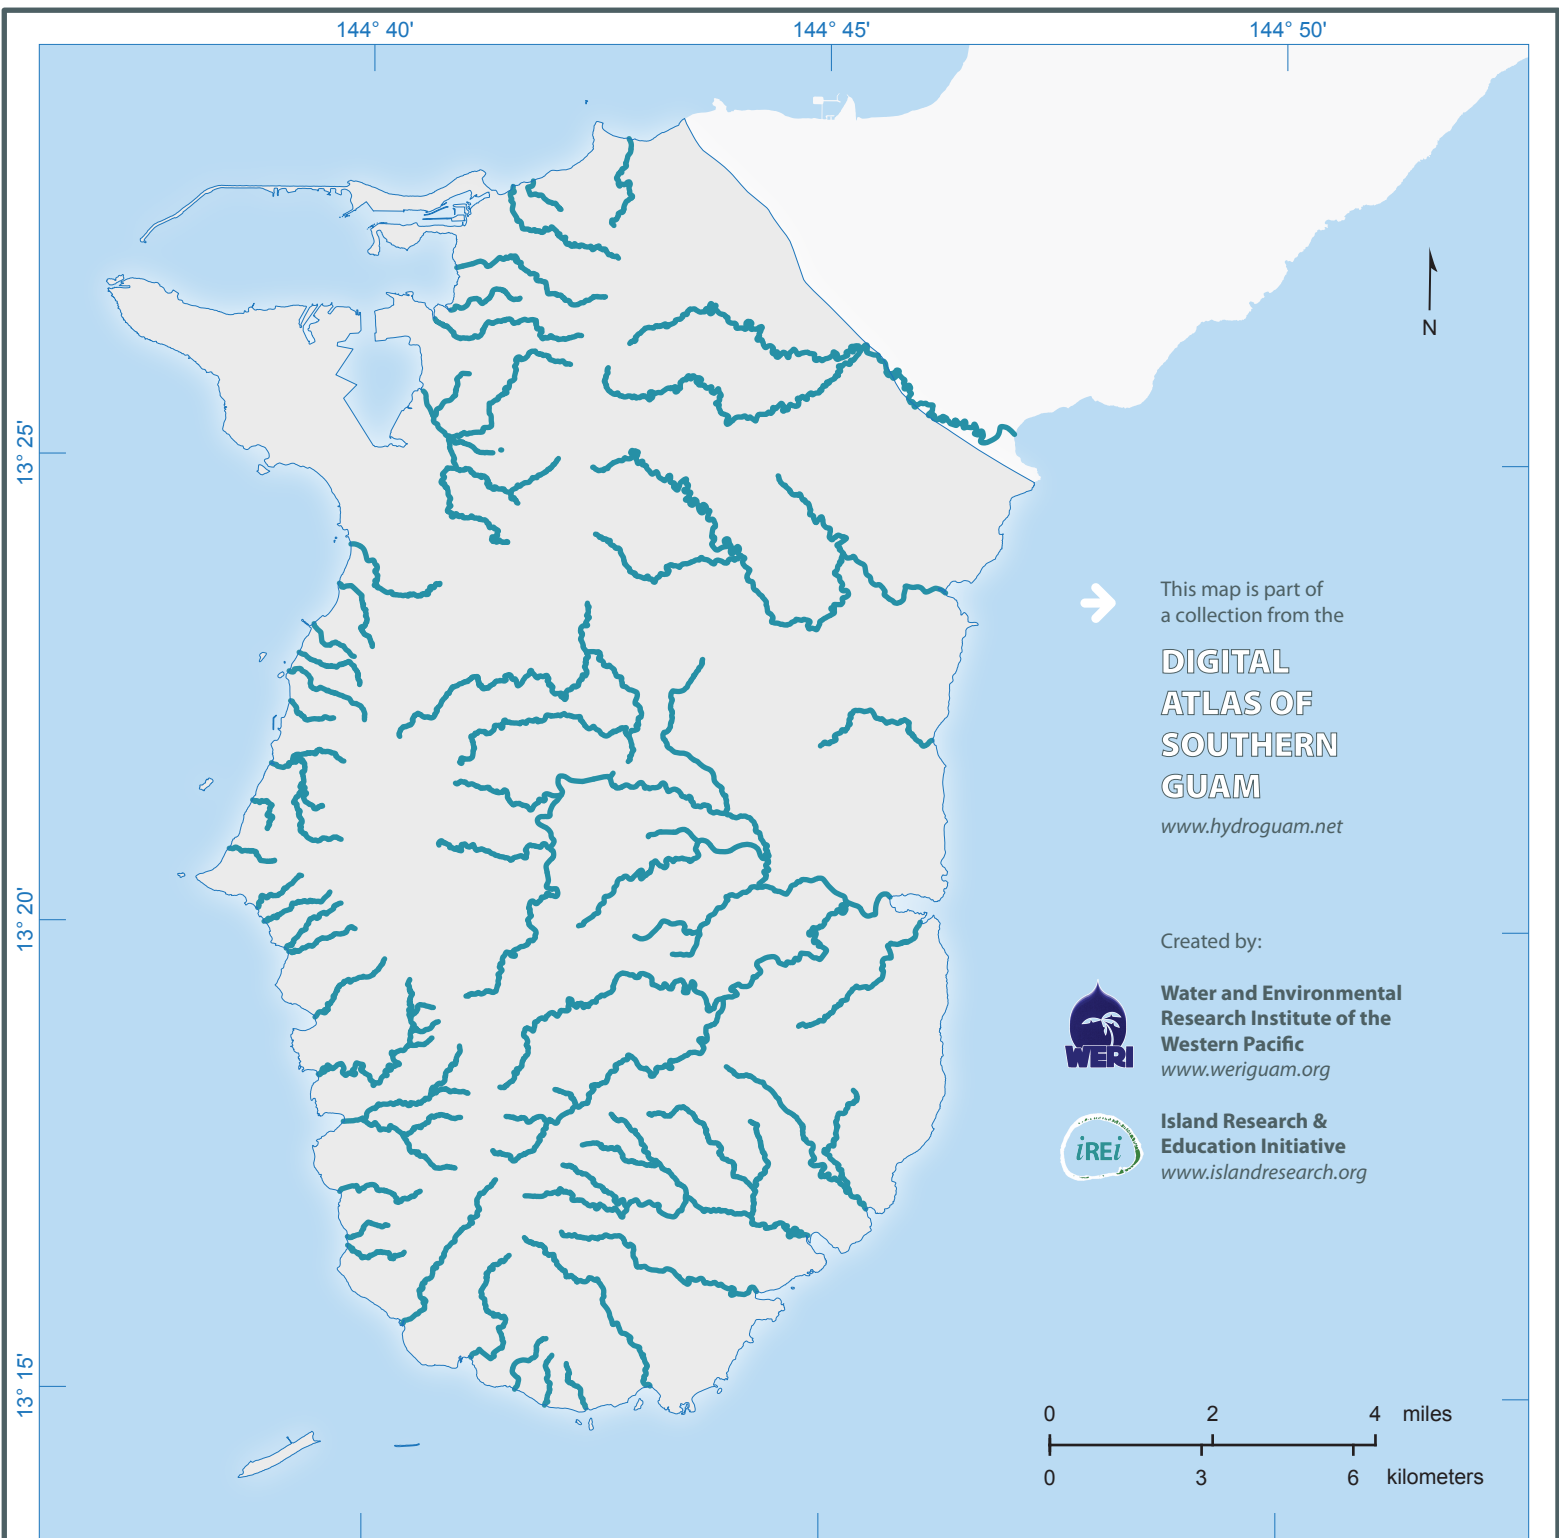 144° 40'
144° 45'
144° 50'
N
13° 25'
This map is part of
a collection from the
DIGITAL
ATLAS OF
SOUTHERN
GUAM
www.hydroguam.net
13° 20'
Created by:
WERI
Water and Environmental
Research Institute of the
Western Pacific
www.weriguam.org
iREi
Island Research &
Education Initiative
www.islandresearch.org
13° 15'
0 2 4 miles
0 3 6 kilometers